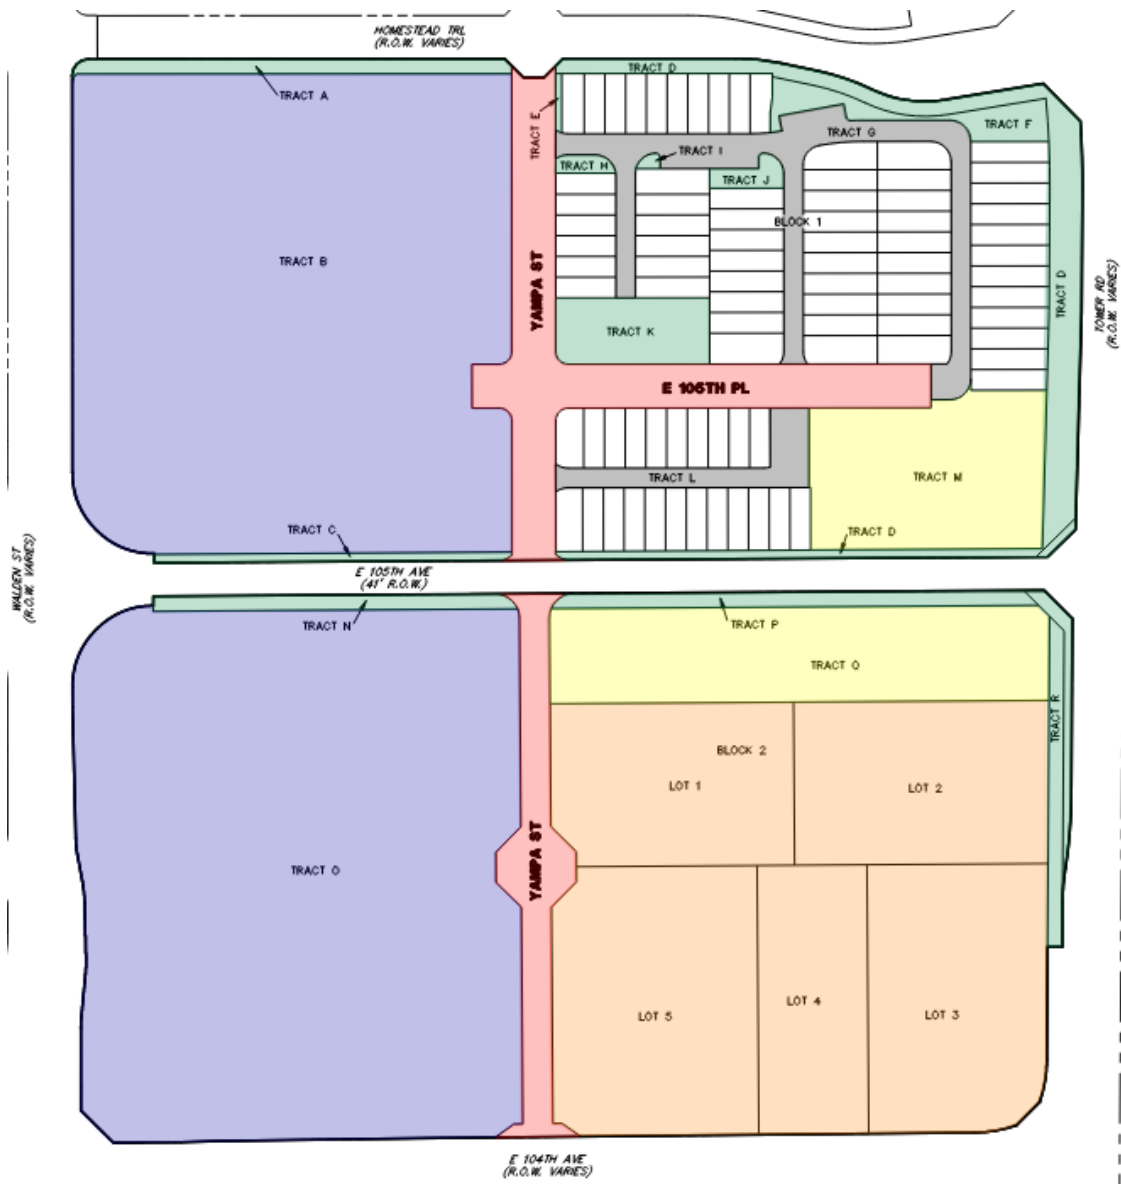 HOMESTEAD TRL
(R.O.W. VARIES)
TRACT D
TRACT A
TRACT E
TRACT F
TRACT G
TRACT I
TRACT H
TRACT J
BLOCK 1
TRACT B
YAMPA ST
TRACT D
TOWER RD
(R.O.W. VARIES)
TRACT K
E 106TH PL
TRACT L
TRACT M
TRACT C
TRACT D
WALDEN ST
(R.O.W. VARIES)
E 105TH AVE
(41' R.O.W.)
TRACT N
TRACT P
TRACT Q
TRACT R
BLOCK 2
LOT 1
LOT 2
YAMPA ST
TRACT O
LOT 5
LOT 4
LOT 3
E 104TH AVE
(R.O.W. VARIES)